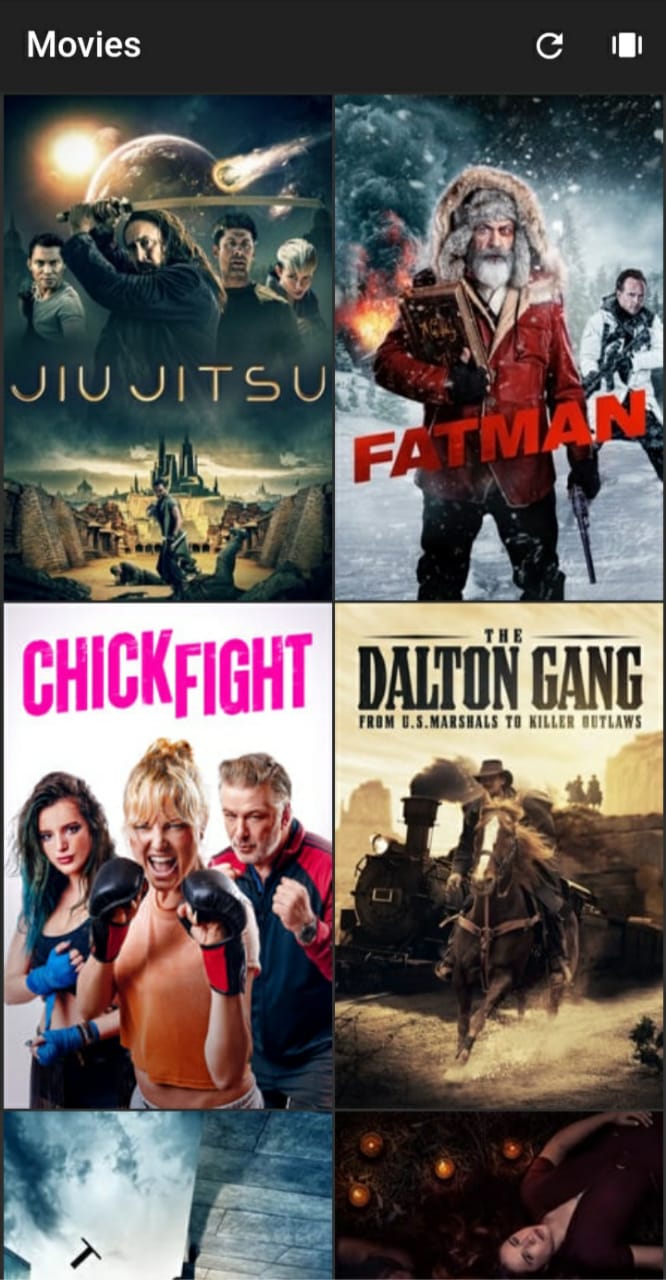 Movies
JIU JITSU
FATMAN
CHICKFIGHT
THE
DALTON GANG
FROM U.S.MARSHALS TO KILLER OUTLAWS
T